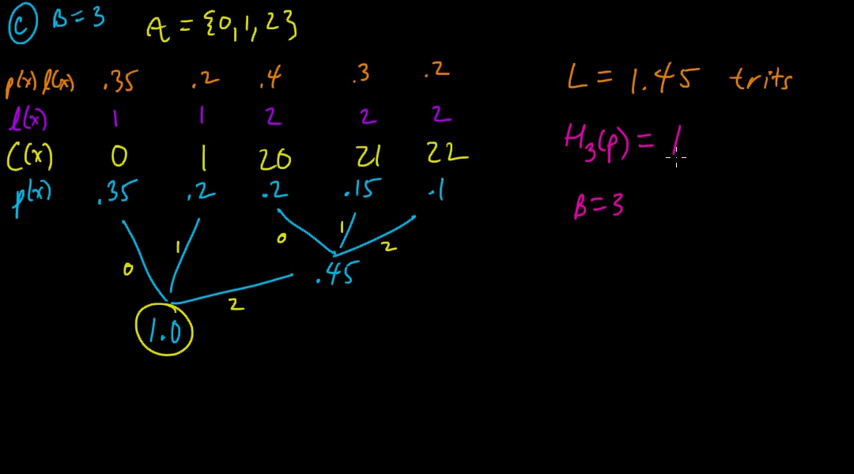 Ⓒ B=3 A = {0,1,2}
p(x) l(x) .35 .2 .4 .3 .2
l(x) 1 1 2 2 2
C(x) 0 1 20 21 22
p(x) .35 .2 .2 .15 .1
0 1 0 1 2
.45
2
1.0
L = 1.45 trits
H₃(p) = 1
B=3